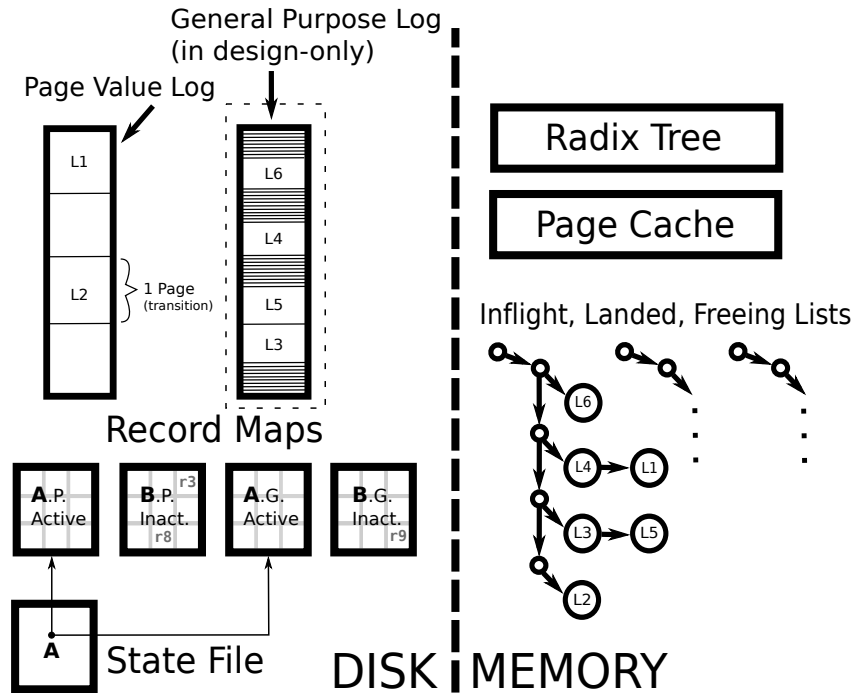 General Purpose Log
(in design-only)
Page Value Log
L1
L2
1 Page
(transition)
L6
L4
L5
L3
Record Maps
A.P.
Active
B.P.
Inact.
r3
r8
A.G.
Active
B.G.
Inact.
r9
A
State File
DISK
MEMORY
Radix Tree
Page Cache
Inflight, Landed, Freeing Lists
L6
L4
L1
L3
L5
L2